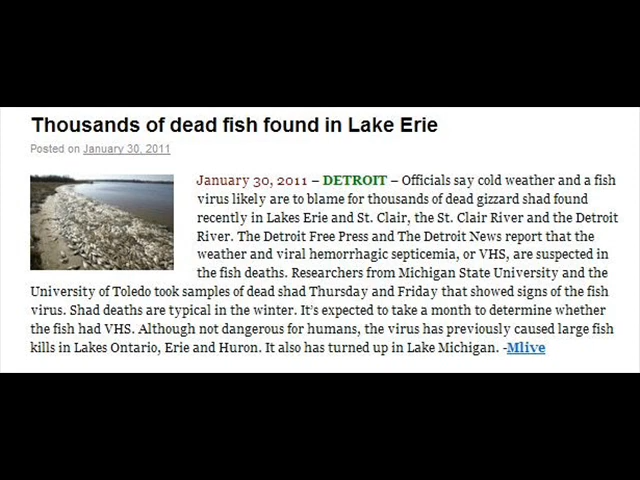 Thousands of dead fish found in Lake Erie
Posted on January 30, 2011
January 30, 2011 – DETROIT – Officials say cold weather and a fish
virus likely are to blame for thousands of dead gizzard shad found
recently in Lakes Erie and St. Clair, the St. Clair River and the Detroit
River. The Detroit Free Press and The Detroit News report that the
weather and viral hemorrhagic septicemia, or VHS, are suspected in
the fish deaths. Researchers from Michigan State University and the
University of Toledo took samples of dead shad Thursday and Friday that showed signs of the fish
virus. Shad deaths are typical in the winter. It's expected to take a month to determine whether
the fish had VHS. Although not dangerous for humans, the virus has previously caused large fish
kills in Lakes Ontario, Erie and Huron. It also has turned up in Lake Michigan. -Mlive